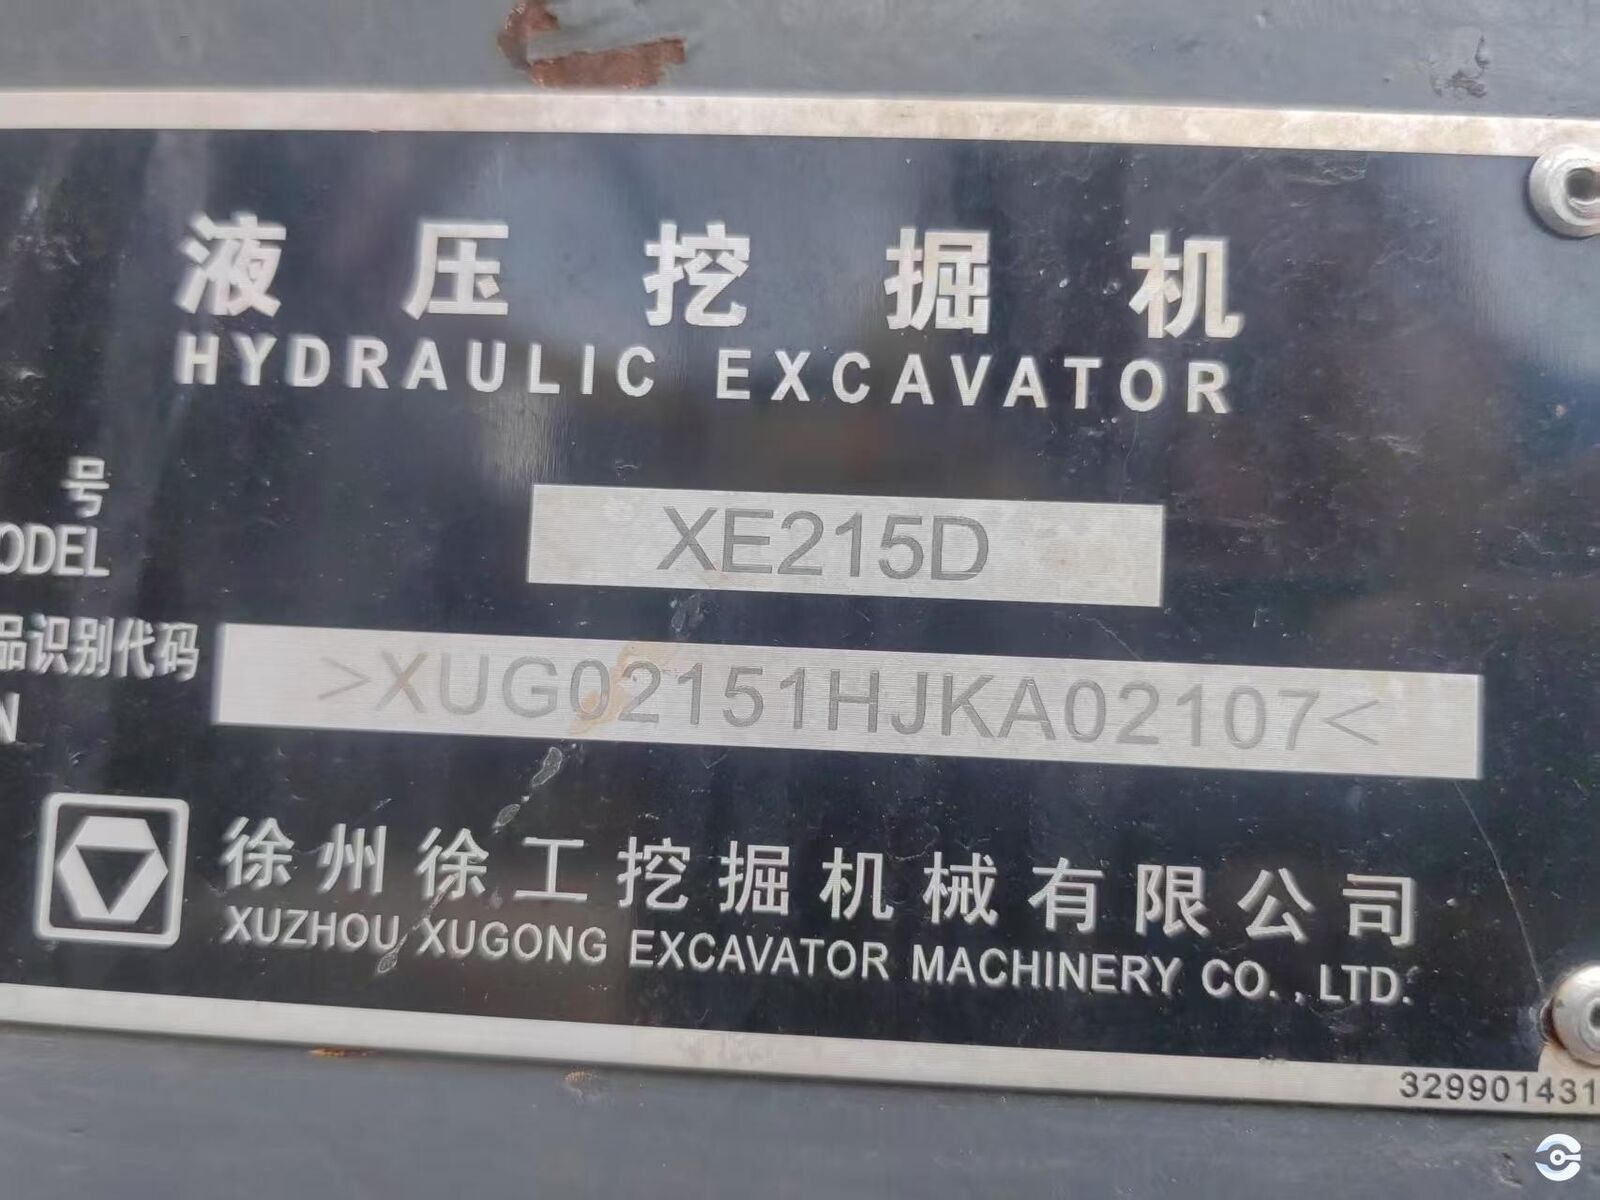 液压挖掘机
HYDRAULIC EXCAVATOR
号
ODEL
XE215D
品识别代码
N
>XUG02151HJKA02107<
徐州徐工挖掘机械有限公司
XUZHOU XUGONG EXCAVATOR MACHINERY CO., LTD.
329901431